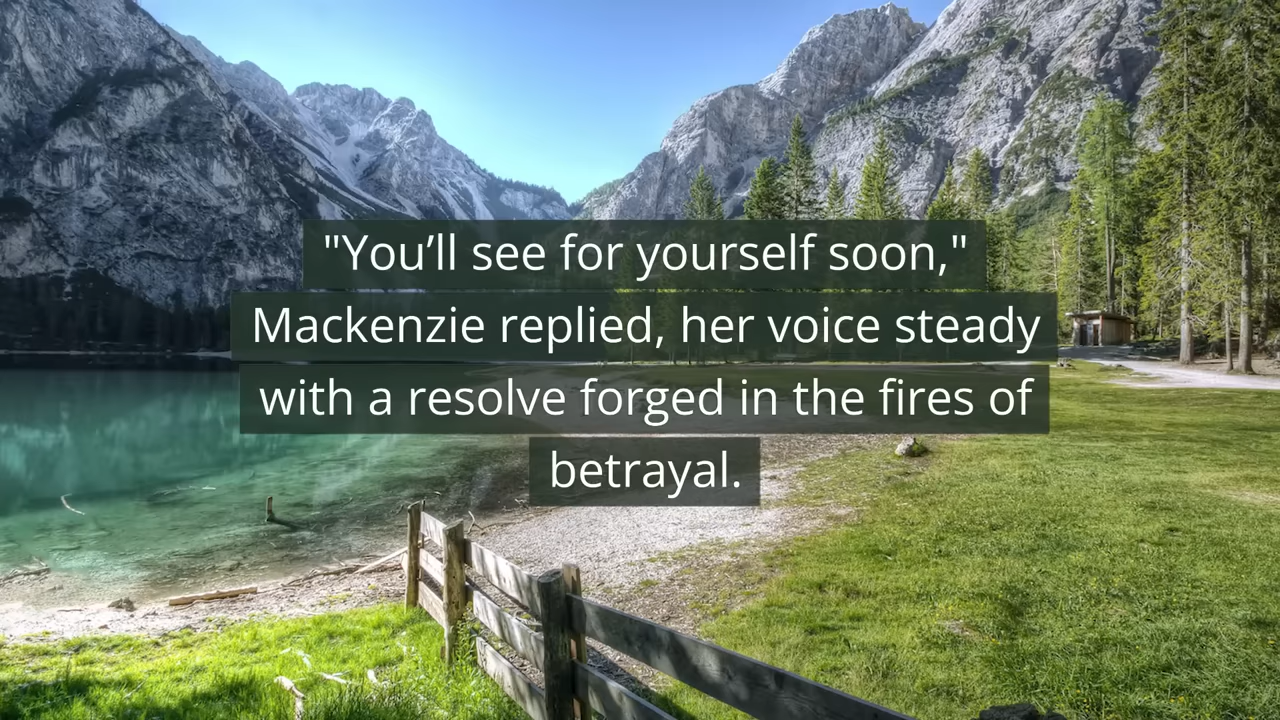 "You’ll see for yourself soon,"
Mackenzie replied, her voice steady
with a resolve forged in the fires of
betrayal.